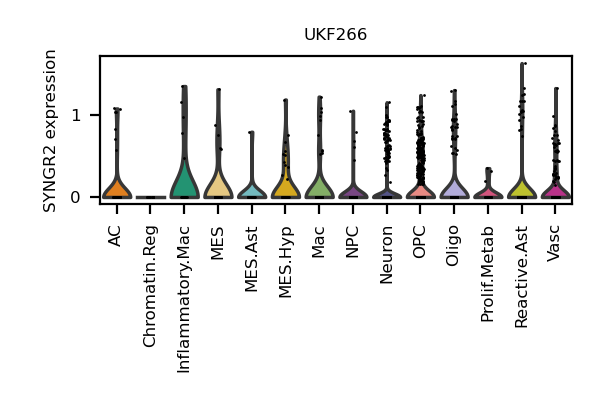 UKF266
SYNGR2 expression
1
0
AC
Chromatin.Reg
Inflammatory.Mac
MES
MES.Ast
MES.Hyp
Mac
NPC
Neuron
OPC
Oligo
Prolif.Metab
Reactive.Ast
Vasc